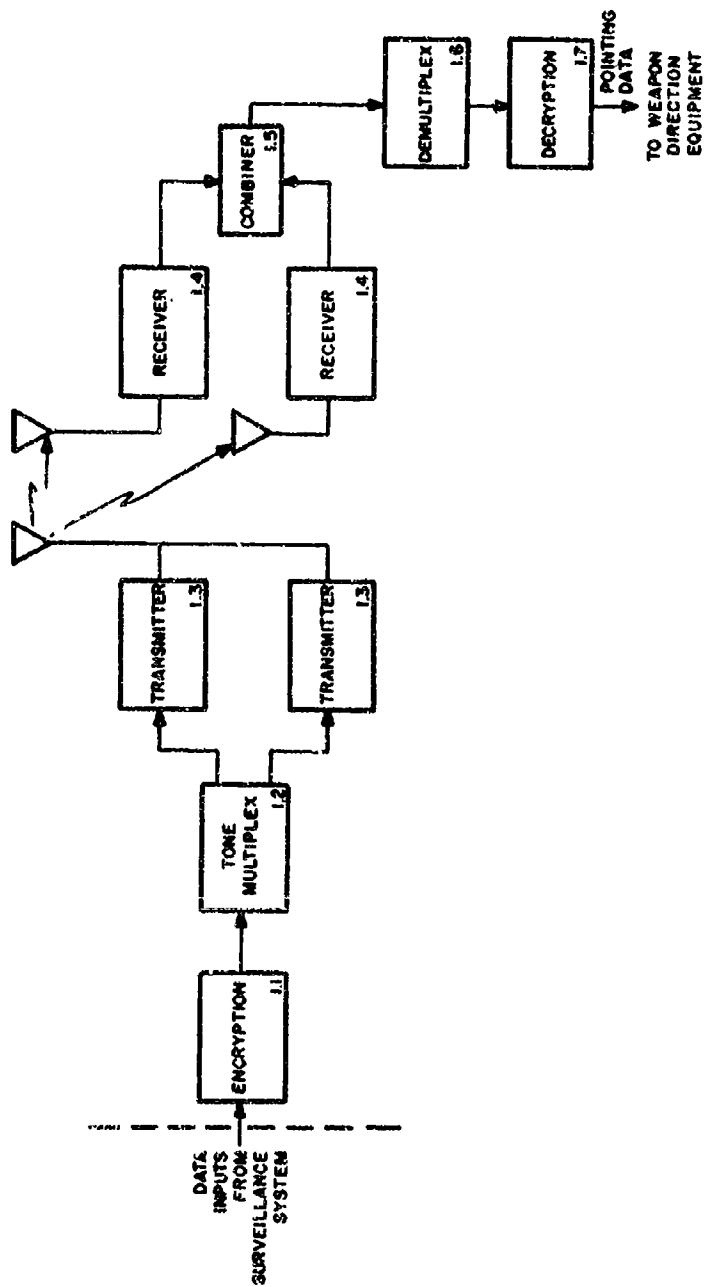 DATA
INPUTS
FROM
SURVEILLANCE
SYSTEM
ENCRYPTION
1.1
TONE
MULTIPLEX
1.2
TRANSMITTER
1.3
TRANSMITTER
1.3
RECEIVER
1.4
RECEIVER
1.4
COMBINER
1.5
DEMULTIPLEX
1.6
DECRYPTION
1.7
POINTING
DATA
TO WEAPON
DIRECTION
EQUIPMENT